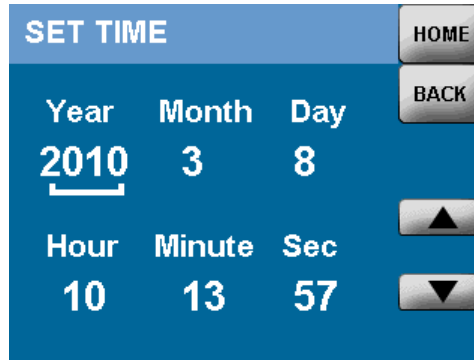 SET TIME
HOME
BACK
Year Month Day
2010 3 8
Hour Minute Sec
10 13 57